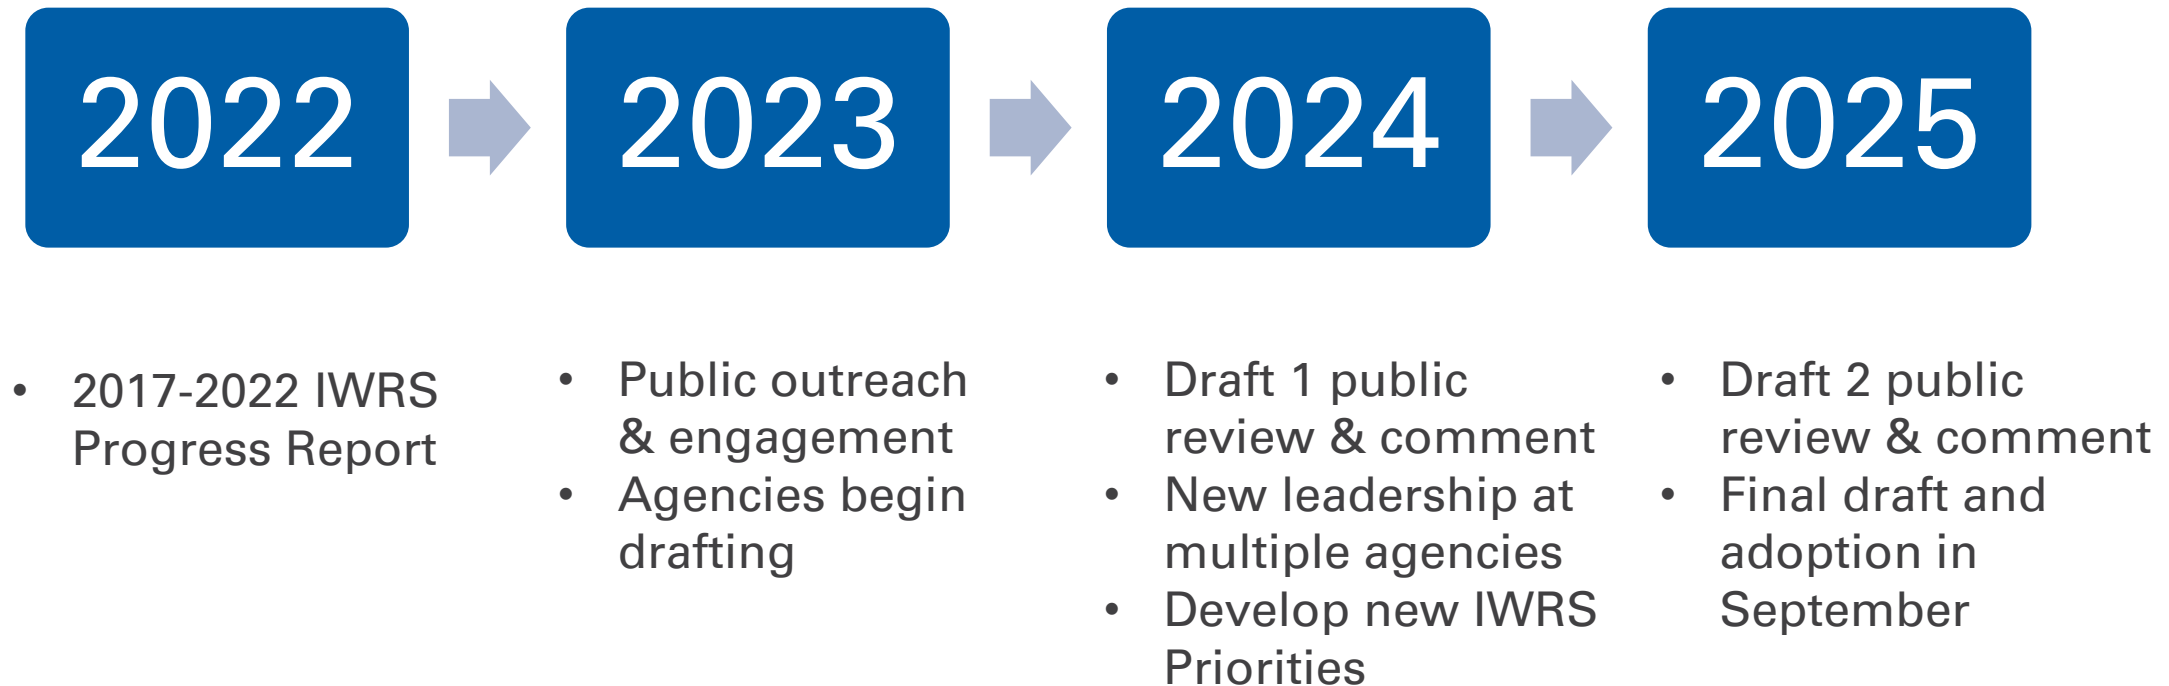 2022
2023
2024
2025
• 2017-2022 IWRS
Progress Report
• Public outreach
& engagement
• Agencies begin
drafting
• Draft 1 public
review & comment
• New leadership at
multiple agencies
• Develop new IWRS
Priorities
• Draft 2 public
review & comment
• Final draft and
adoption in
September